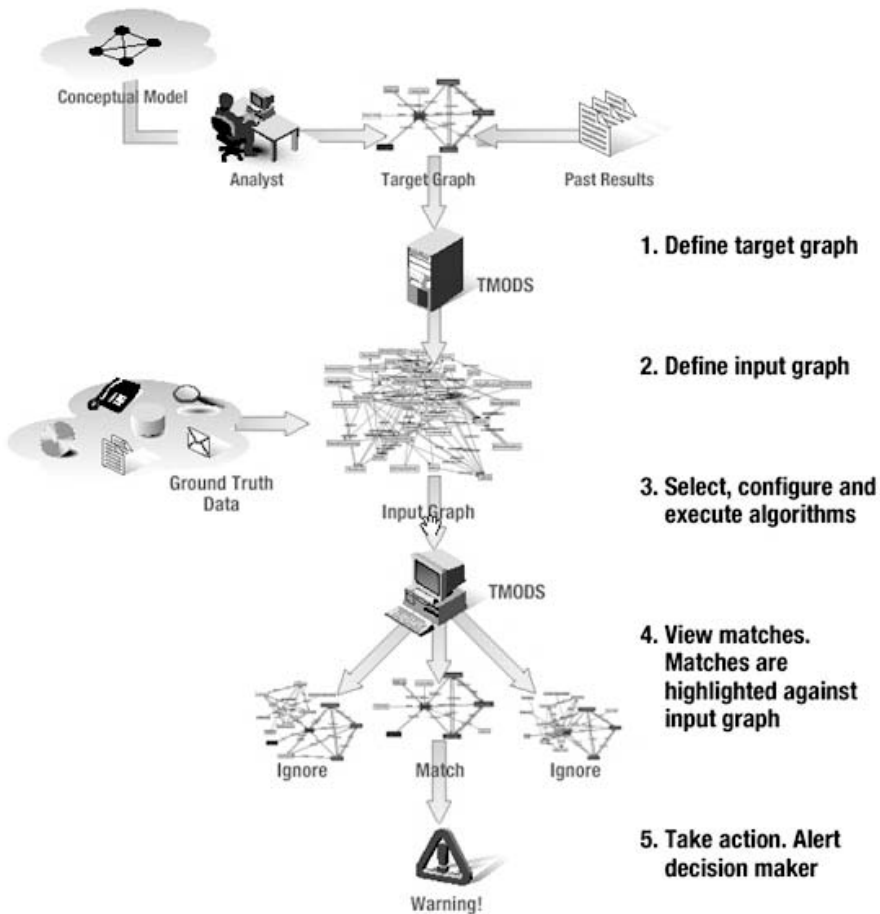 Conceptual Model
Analyst
Target Graph
Past Results
1. Define target graph
TMODS
2. Define input graph
Ground Truth
Data
3. Select, configure and
execute algorithms
Input Graph
TMODS
4. View matches.
Matches are
highlighted against
input graph
Ignore
Match
Ignore
5. Take action. Alert
decision maker
Warning!